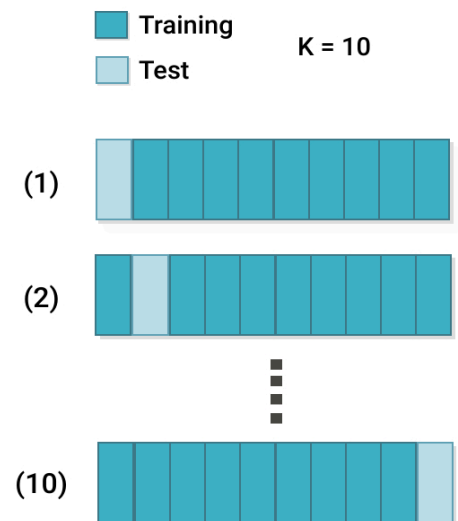 Training
K = 10
Test
(1)
(2)
(10)